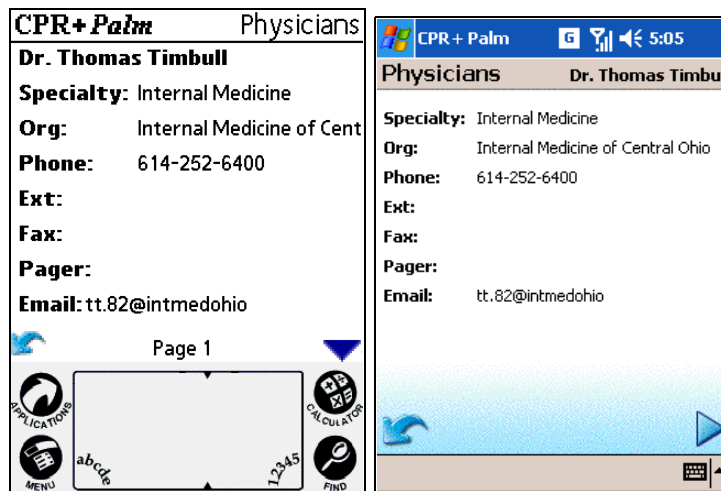 CPR+ Palm Physicians
Dr. Thomas Timbull
Specialty: Internal Medicine
Org: Internal Medicine of Cent
Phone: 614-252-6400
Ext:
Fax:
Pager:
Email: tt.82@intmedohio
Page 1
APPLICATIONS
CALCULATOR
abcde
12345
MENU
FIND
CPR+ Palm G 5:05
Physicians Dr. Thomas Timbu
Specialty: Internal Medicine
Org: Internal Medicine of Central Ohio
Phone: 614-252-6400
Ext:
Fax:
Pager:
Email: tt.82@intmedohio